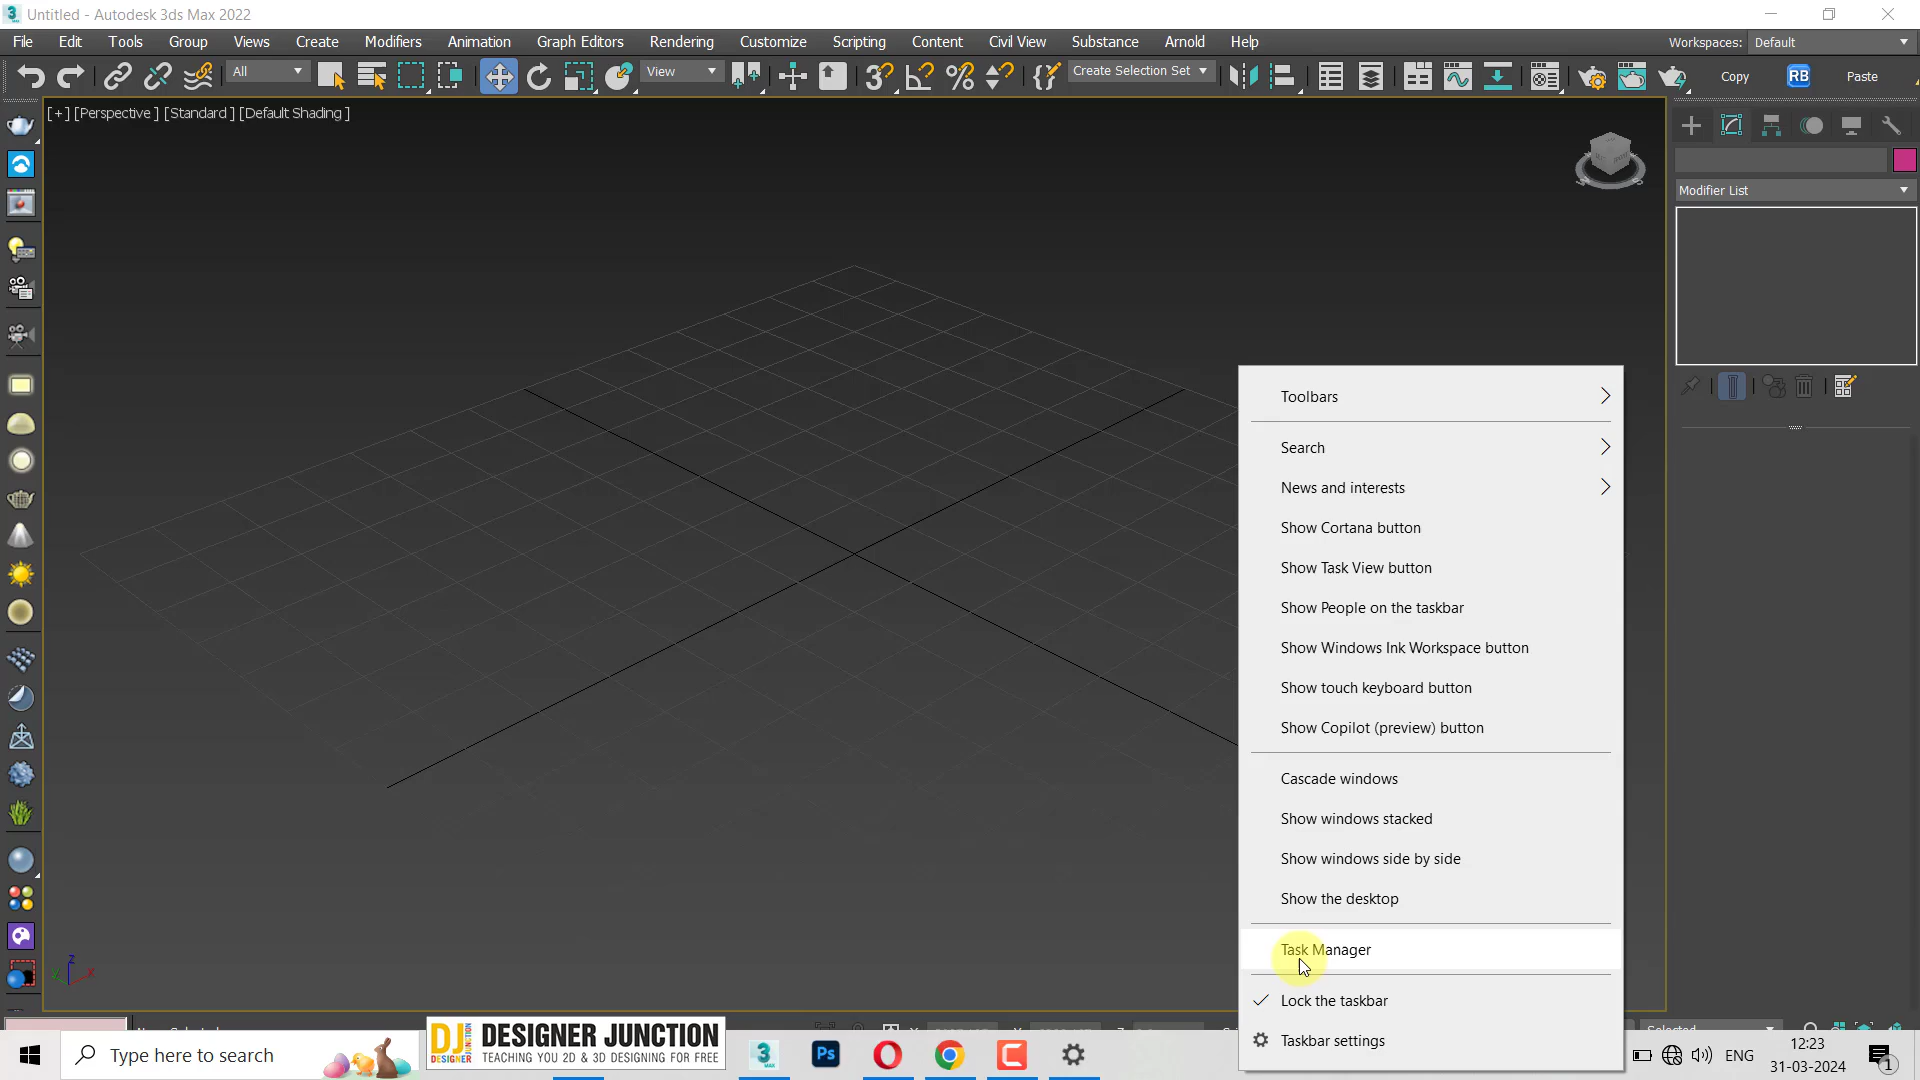 Untitled - Autodesk 3ds Max 2022
File Edit Tools Group Views Create Modifiers Animation Graph Editors Rendering Customize Scripting Content Civil View Substance Arnold Help Workspaces: Default
All View Create Selection Set Copy RB Paste
[+] [Perspective ] [Standard ] [Default Shading ]
Modifier List
Toolbars
Search
News and interests
Show Cortana button
Show Task View button
Show People on the taskbar
Show Windows Ink Workspace button
Show touch keyboard button
Show Copilot (preview) button
Cascade windows
Show windows stacked
Show windows side by side
Show the desktop
Task Manager
Lock the taskbar
Taskbar settings
z
x
Selected
Type here to search
DJ DESIGNER JUNCTION
TEACHING YOU 2D & 3D DESIGNING FOR FREE
3
MAX
Ps
ENG
12:23
31-03-2024
1